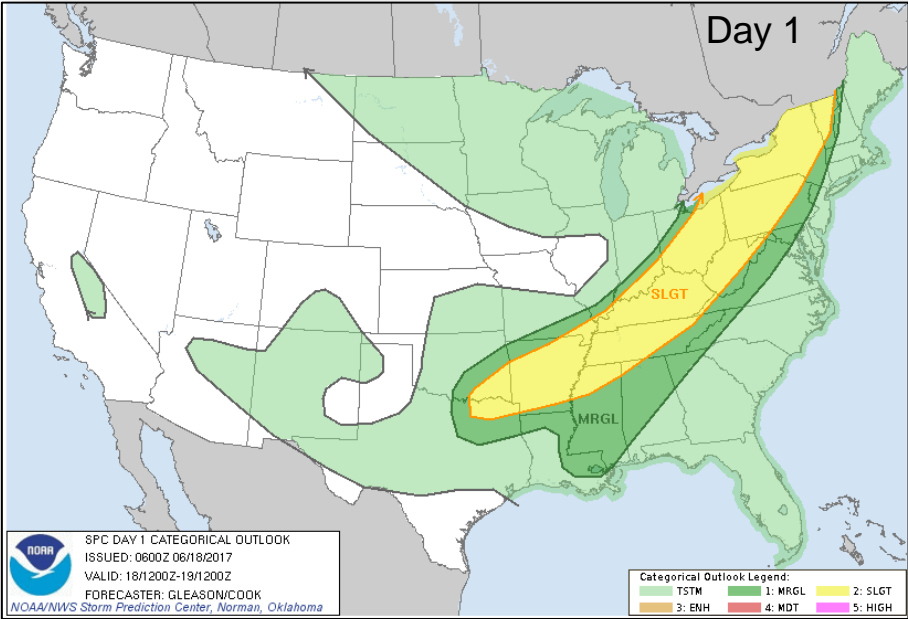 Day 1
SLGT
MRGL
NOAA
SPC DAY 1 CATEGORICAL OUTLOOK
ISSUED: 0600Z 06/18/2017
VALID: 18/1200Z-19/1200Z
FORECASTER: GLEASON/COOK
NOAA/NWS Storm Prediction Center, Norman, Oklahoma
Categorical Outlook Legend:
TSTM 1: MRGL 2: SLGT
3: ENH 4: MDT 5: HIGH